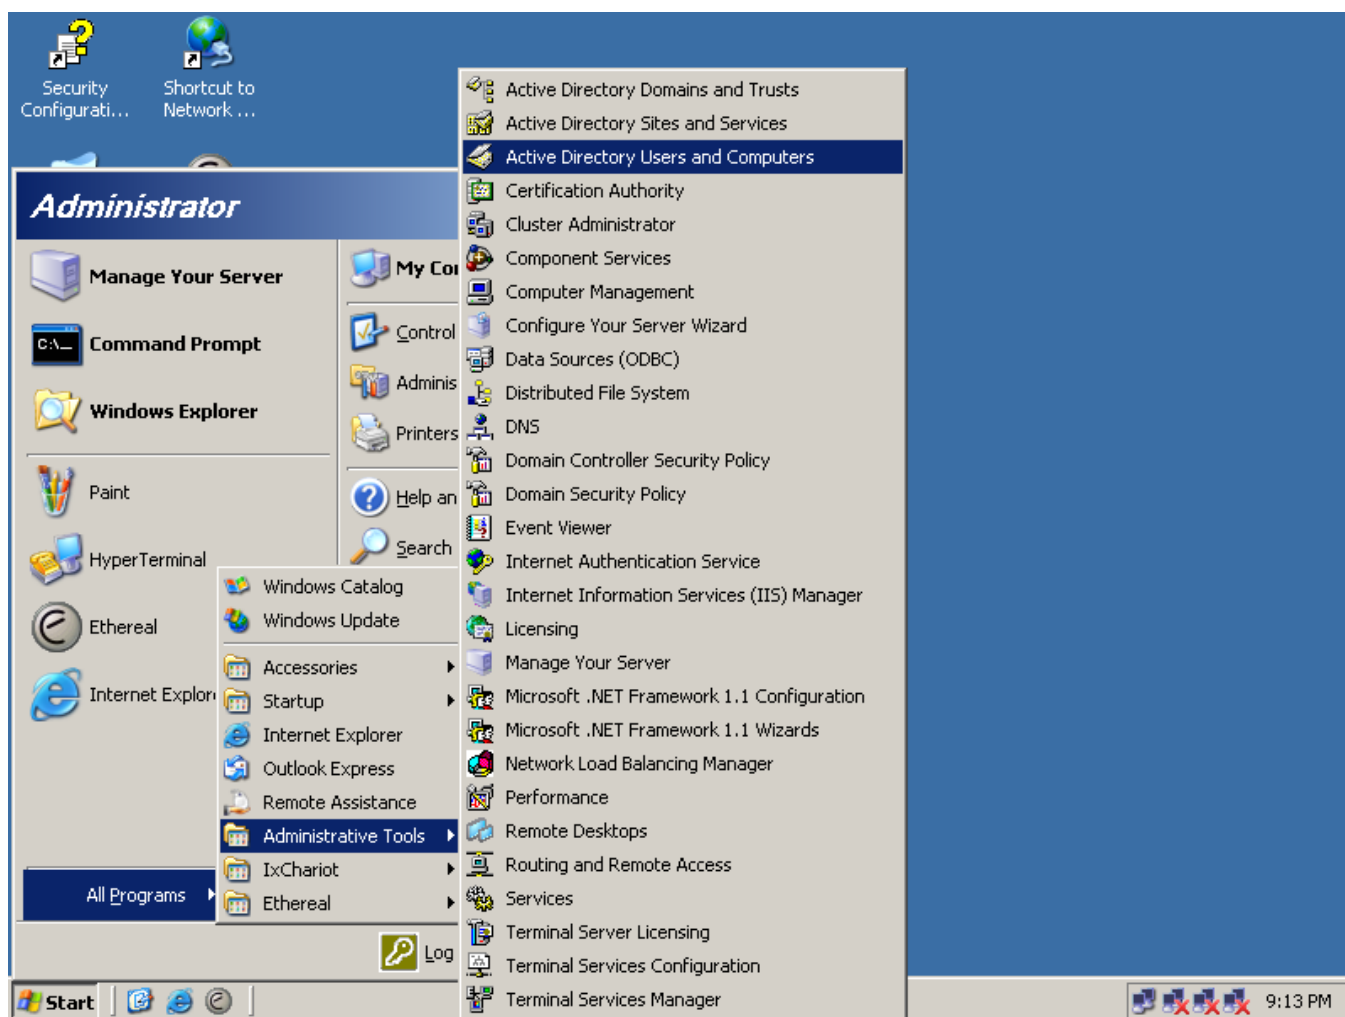 Security
Configurati...
Shortcut to
Network ...
Administrator
Manage Your Server
Command Prompt
Windows Explorer
Paint
HyperTerminal
Ethereal
Internet Explor
All Programs
My Co
Control
Adminis
Printers
Help an
Search
Log
Windows Catalog
Windows Update
Accessories
Startup
Internet Explorer
Outlook Express
Remote Assistance
Administrative Tools
IxChariot
Ethereal
Active Directory Domains and Trusts
Active Directory Sites and Services
Active Directory Users and Computers
Certification Authority
Cluster Administrator
Component Services
Computer Management
Configure Your Server Wizard
Data Sources (ODBC)
Distributed File System
DNS
Domain Controller Security Policy
Domain Security Policy
Event Viewer
Internet Authentication Service
Internet Information Services (IIS) Manager
Licensing
Manage Your Server
Microsoft .NET Framework 1.1 Configuration
Microsoft .NET Framework 1.1 Wizards
Network Load Balancing Manager
Performance
Remote Desktops
Routing and Remote Access
Services
Terminal Server Licensing
Terminal Services Configuration
Terminal Services Manager
Start
9:13 PM